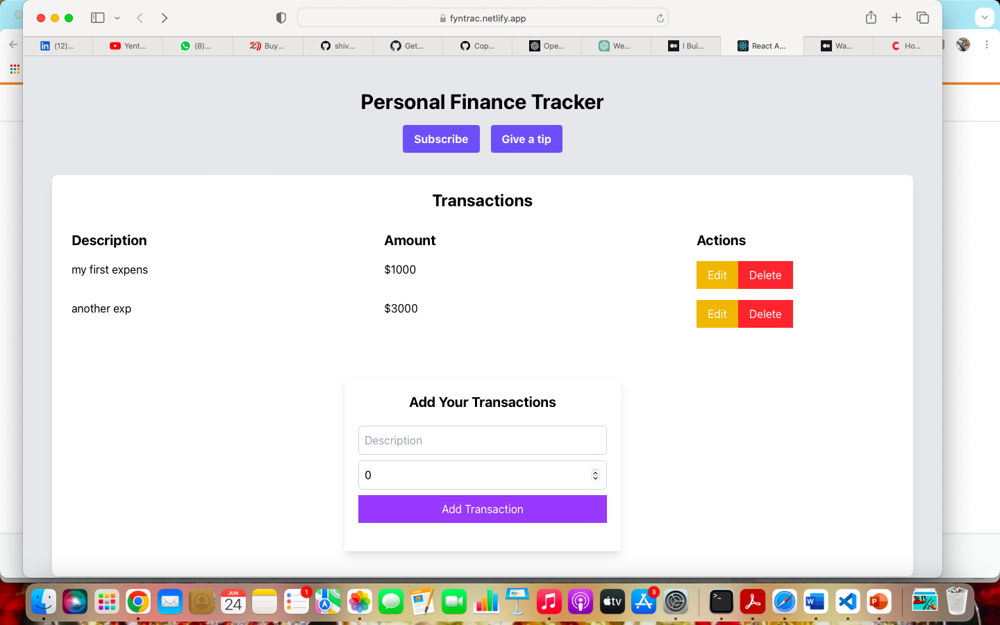 fyntrac.netlify.app
(12)...
Yent...
(8)...
Buy...
shiv...
Get...
Cop...
Ope...
We...
I Bui...
React A...
Wa...
Ho...
Personal Finance Tracker
Subscribe
Give a tip
Transactions
Description Amount Actions
my first expens $1000 Edit Delete
another exp $3000 Edit Delete
Add Your Transactions
Description
0
Add Transaction
JUN
24
1
tv
3